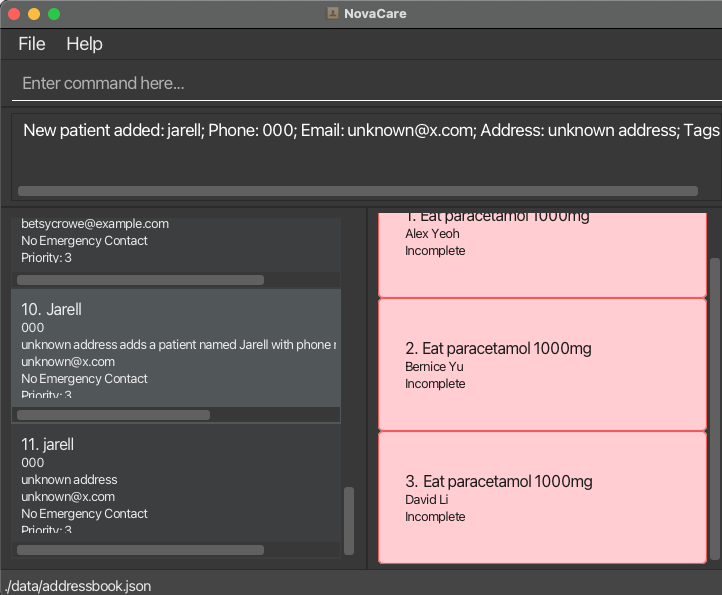 NovaCare
File Help
Enter command here...
New patient added: jarell; Phone: 000; Email: unknown@x.com; Address: unknown address; Tags
betsycrowe@example.com
No Emergency Contact
Priority: 3
10. Jarell
000
unknown address adds a patient named Jarell with phone
unknown@x.com
No Emergency Contact
Priority: 3
11. jarell
000
unknown address
unknown@x.com
No Emergency Contact
Priority: 3
1. Eat paracetamol 1000mg
Alex Yeoh
Incomplete
2. Eat paracetamol 1000mg
Bernice Yu
Incomplete
3. Eat paracetamol 1000mg
David Li
Incomplete
./data/addressbook.json